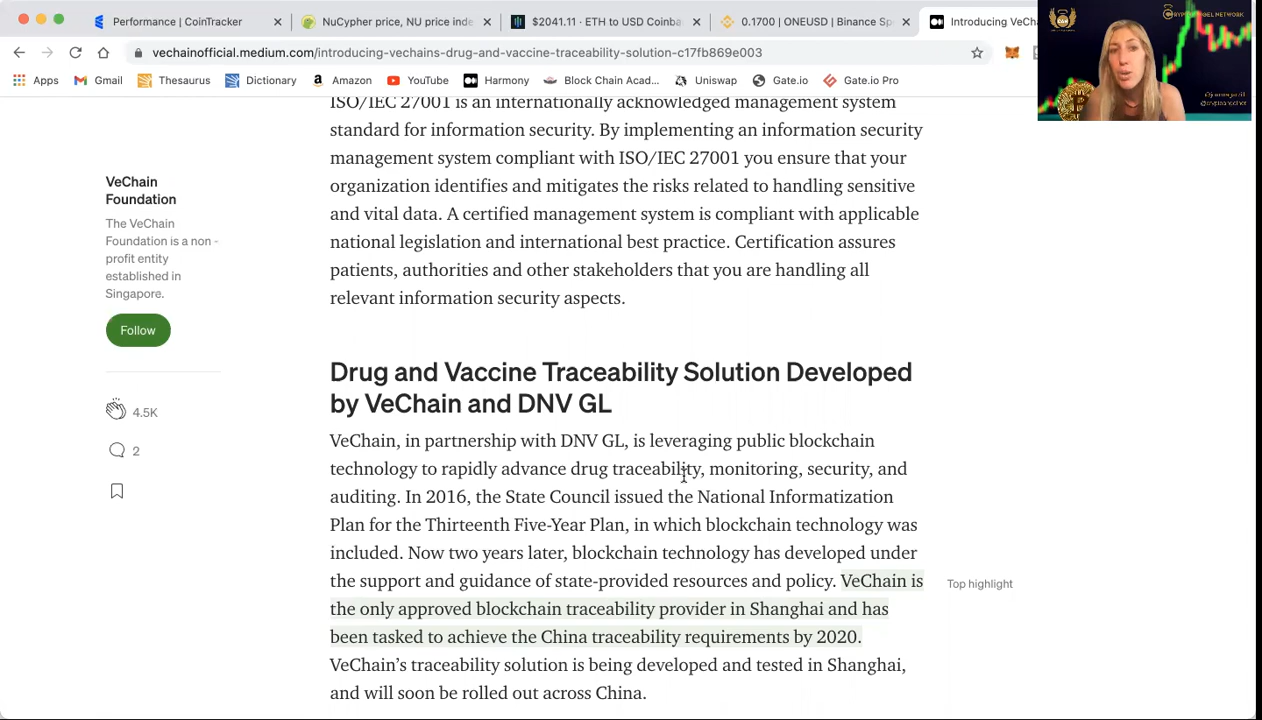 Performance | CoinTracker
NuCypher price, NU price inde
$2041.11 - ETH to USD Coinba
0.1700 | ONEUSD | Binance Sp
Introducing VeCha
vechainofficial.medium.com/introducing-vechains-drug-and-vaccine-traceability-solution-c17fb869e003
Apps Gmail Thesaurus Dictionary Amazon YouTube Harmony Block Chain Acad... Uniswap Gate.io Gate.io Pro
ISO/IEC 27001 is an internationally acknowledged management system
standard for information security. By implementing an information security
management system compliant with ISO/IEC 27001 you ensure that your
organization identifies and mitigates the risks related to handling sensitive
and vital data. A certified management system is compliant with applicable
national legislation and international best practice. Certification assures
patients, authorities and other stakeholders that you are handling all
relevant information security aspects.
VeChain
Foundation
The VeChain
Foundation is a non-
profit entity
established in
Singapore.
Follow
4.5K
2
Drug and Vaccine Traceability Solution Developed
by VeChain and DNV GL
VeChain, in partnership with DNV GL, is leveraging public blockchain
technology to rapidly advance drug traceability, monitoring, security, and
auditing. In 2016, the State Council issued the National Informatization
Plan for the Thirteenth Five-Year Plan, in which blockchain technology was
included. Now two years later, blockchain technology has developed under
the support and guidance of state-provided resources and policy. VeChain is
the only approved blockchain traceability provider in Shanghai and has
been tasked to achieve the China traceability requirements by 2020.
VeChain’s traceability solution is being developed and tested in Shanghai,
and will soon be rolled out across China.
Top highlight